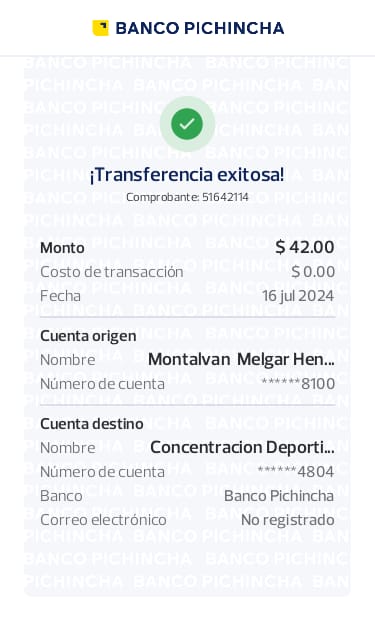 BANCO PICHINCHA
¡Transferencia exitosa!
Comprobante: 51642114
Monto $ 42.00
Costo de transacción $ 0.00
Fecha 16 jul 2024
Cuenta origen
Nombre Montalvan Melgar Hen...
Número de cuenta ******8100
Cuenta destino
Nombre Concentracion Deporti...
Número de cuenta ******4804
Banco Banco Pichincha
Correo electrónico No registrado